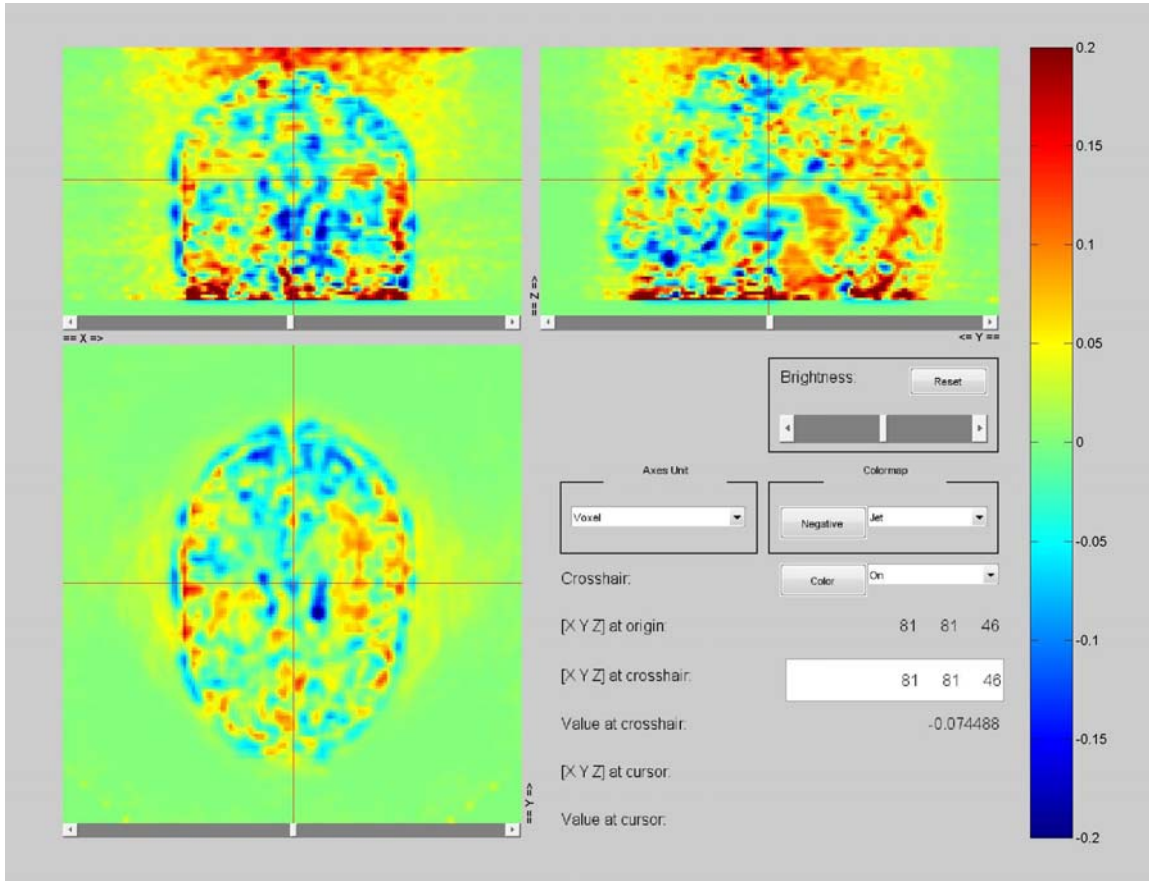 0.2
0.15
0.1
0.05
0
-0.05
-0.1
-0.15
-0.2
== Z =>
== X =>
<= Y ==
== Y =>
Brightness:
Reset
Axes Unit
Colormap
Voxel
Negative
Jet
Crosshair:
Color
On
[X Y Z] at origin:
81 81 46
[X Y Z] at crosshair:
81 81 46
Value at crosshair:
-0.074488
[X Y Z] at cursor:
Value at cursor: